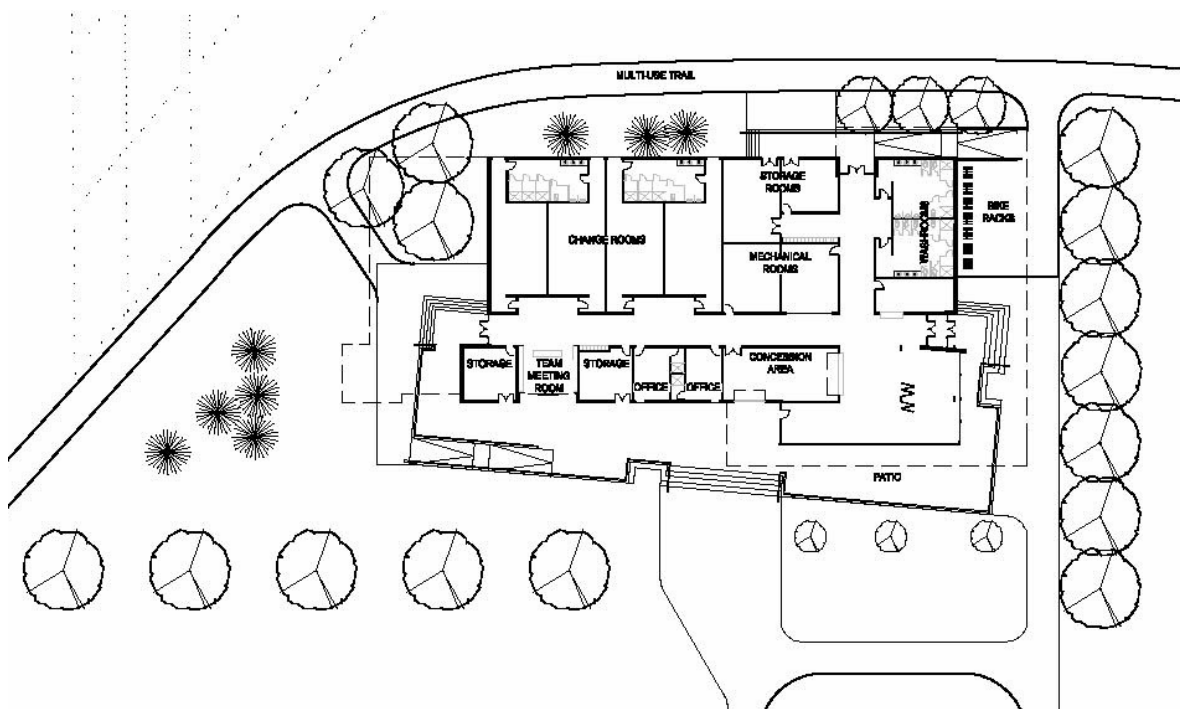 MULTI-USE TRAIL
STORAGE
ROOMS
WASHROOMS
BIKE
RACKS
CHANGE ROOMS
MECHANICAL
ROOMS
STORAGE
TEAM
MEETING
ROOM
STORAGE
OFFICE
OFFICE
CONCESSION
AREA
PATIO